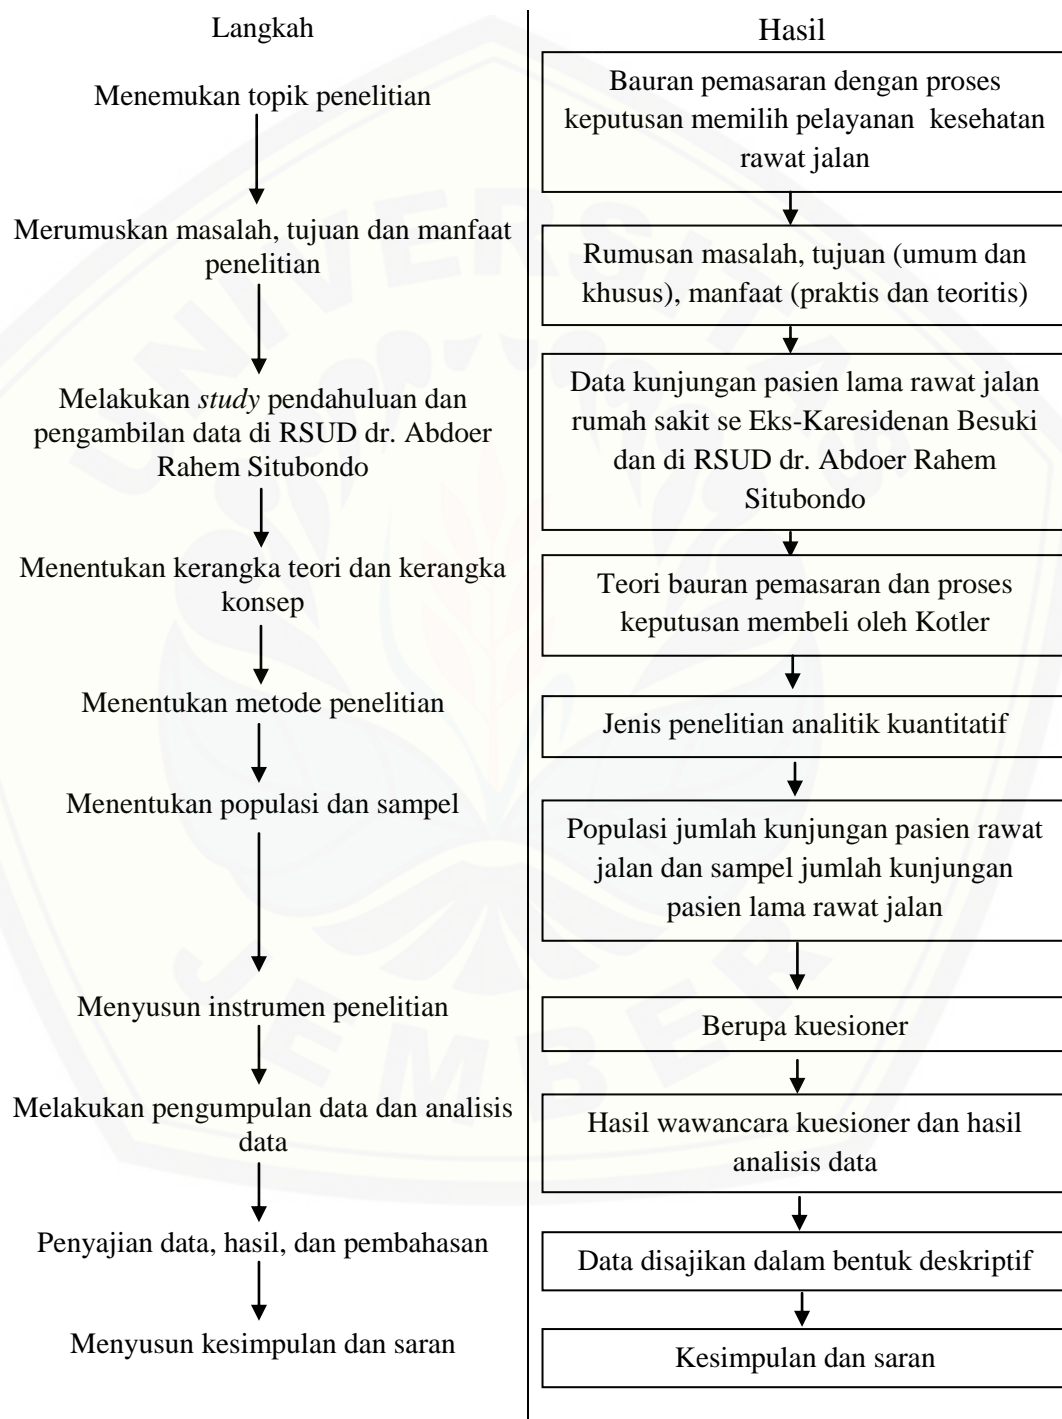 Langkah
Menemukan topik penelitian
Merumuskan masalah, tujuan dan manfaat
penelitian
Melakukan study pendahuluan dan
pengambilan data di RSUD dr. Abdoer
Rahem Situbondo
Menentukan kerangka teori dan kerangka
konsep
Menentukan metode penelitian
Menentukan populasi dan sampel
Menyusun instrumen penelitian
Melakukan pengumpulan data dan analisis
data
Penyajian data, hasil, dan pembahasan
Menyusun kesimpulan dan saran
Hasil
Bauran pemasaran dengan proses
keputusan memilih pelayanan kesehatan
rawat jalan
Rumusan masalah, tujuan (umum dan
khusus), manfaat (praktis dan teoritis)
Data kunjungan pasien lama rawat jalan
rumah sakit se Eks-Karesidenan Besuki
dan di RSUD dr. Abdoer Rahem
Situbondo
Teori bauran pemasaran dan proses
keputusan membeli oleh Kotler
Jenis penelitian analitik kuantitatif
Populasi jumlah kunjungan pasien rawat
jalan dan sampel jumlah kunjungan
pasien lama rawat jalan
Berupa kuesioner
Hasil wawancara kuesioner dan hasil
analisis data
Data disajikan dalam bentuk deskriptif
Kesimpulan dan saran
UNIVERSITAS
JEMBER